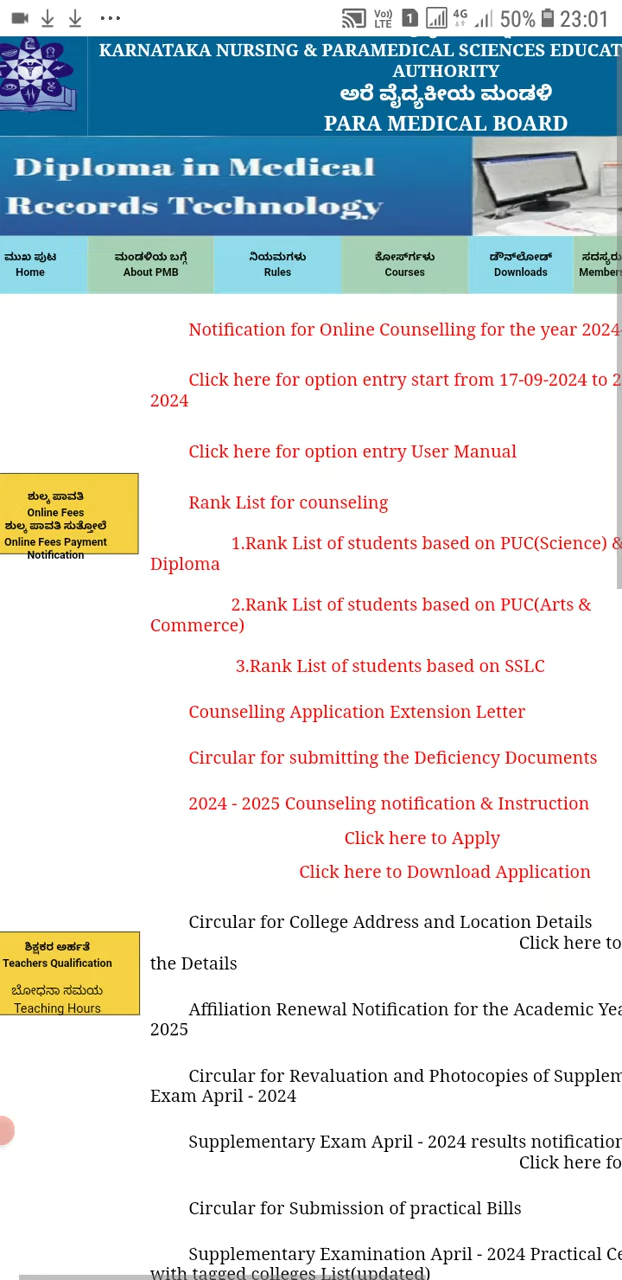 Vo) LTE 1 4G 50% 23:01
KARNATAKA NURSING & PARAMEDICAL SCIENCES EDUCAT
AUTHORITY
ಅರೆ ವೈದ್ಯಕೀಯ ಮಂಡಳಿ
PARA MEDICAL BOARD
Diploma in Medical
Records Technology
ಮುಖ ಪುಟ
Home
ಮಂಡಳಿಯ ಬಗ್ಗೆ
About PMB
ನಿಯಮಗಳು
Rules
ಕೋರ್ಸ್‌ಗಳು
Courses
ಡೌನ್‌ಲೋಡ್
Downloads
ಸದಸ್ಯರು
Members
Notification for Online Counselling for the year 2024-
Click here for option entry start from 17-09-2024 to 2
2024
Click here for option entry User Manual
ಶುಲ್ಕ ಪಾವತಿ
Online Fees
ಶುಲ್ಕ ಪಾವತಿ ಸುತ್ತೋಲೆ
Online Fees Payment
Notification
Rank List for counseling
1.Rank List of students based on PUC(Science) &
Diploma
2.Rank List of students based on PUC(Arts &
Commerce)
3.Rank List of students based on SSLC
Counselling Application Extension Letter
Circular for submitting the Deficiency Documents
2024 - 2025 Counseling notification & Instruction
Click here to Apply
Click here to Download Application
Circular for College Address and Location Details
Click here to
the Details
ಶಿಕ್ಷಕರ ಅರ್ಹತೆ
Teachers Qualification
ಬೋಧನಾ ಸಮಯ
Teaching Hours
Affiliation Renewal Notification for the Academic Yea
2025
Circular for Revaluation and Photocopies of Supplem
Exam April - 2024
Supplementary Exam April - 2024 results notification
Click here fo
Circular for Submission of practical Bills
Supplementary Examination April - 2024 Practical Ce
with tagged colleges List(updated)